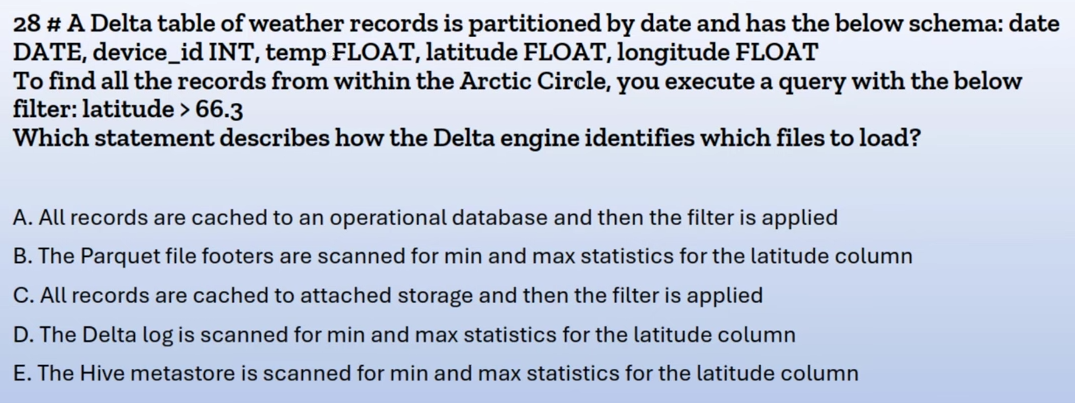 28 # A Delta table of weather records is partitioned by date and has the below schema: date
DATE, device_id INT, temp FLOAT, latitude FLOAT, longitude FLOAT
To find all the records from within the Arctic Circle, you execute a query with the below
filter: latitude > 66.3
Which statement describes how the Delta engine identifies which files to load?
A. All records are cached to an operational database and then the filter is applied
B. The Parquet file footers are scanned for min and max statistics for the latitude column
C. All records are cached to attached storage and then the filter is applied
D. The Delta log is scanned for min and max statistics for the latitude column
E. The Hive metastore is scanned for min and max statistics for the latitude column